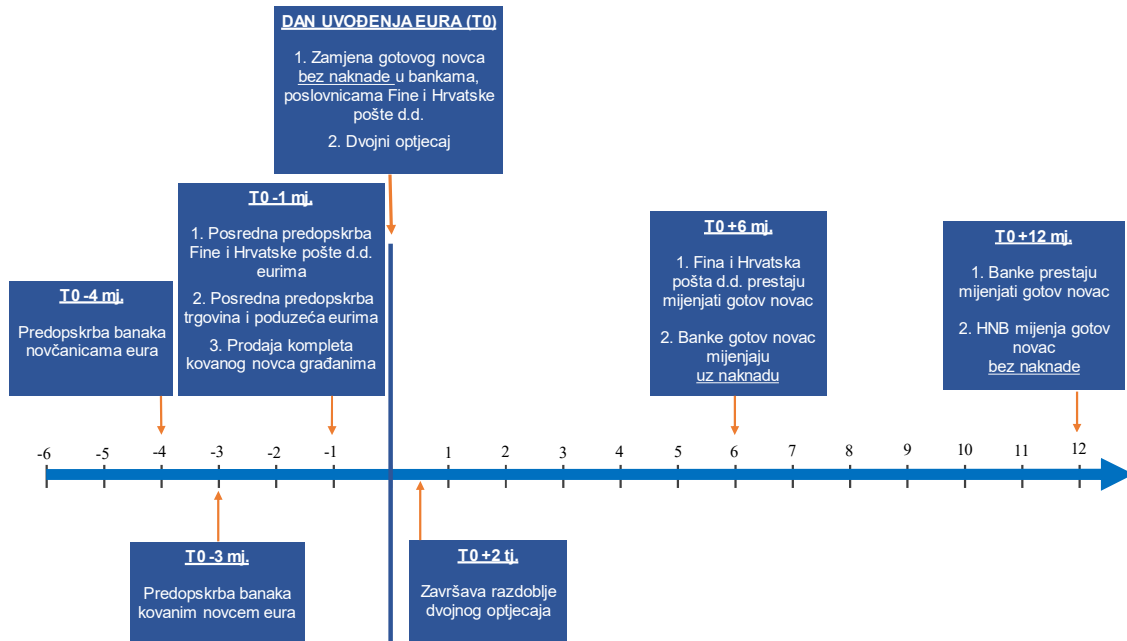 DAN UVOĐENJA EURA (T0)
1. Zamjena gotovog novca
bez naknade u bankama,
poslovnicama Fine i Hrvatske
pošte d.d.
2. Dvojni optjecaj
T0 -1 mj.
1. Posredna predopskrba
Fine i Hrvatske pošte d.d.
eurima
2. Posredna predopskrba
trgovina i poduzeća eurima
3. Prodaja kompleta
kovanog novca građanima
T0 -4 mj.
Predopskrba banaka
novčanicama eura
T0 +6 mj.
1. Fina i Hrvatska
pošta d.d. prestaju
mijenjati gotov novac
2. Banke gotov novac
mijenjaju
uz naknadu
T0 +12 mj.
1. Banke prestaju
mijenjati gotov novac
2. HNB mijenja gotov
novac
bez naknade
-6 -5 -4 -3 -2 -1 1 2 3 4 5 6 7 8 9 10 11 12
T0 -3 mj.
Predopskrba banaka
kovanim novcem eura
T0 +2 tj.
Završava razdoblje
dvojnog optjecaja